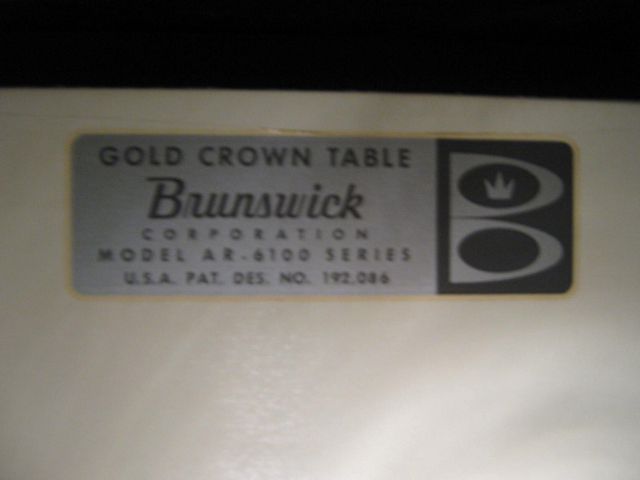 GOLD CROWN TABLE
Brunswick
CORPORATION
MODEL AR-6100 SERIES
U.S.A. PAT. DES. NO. 192,086